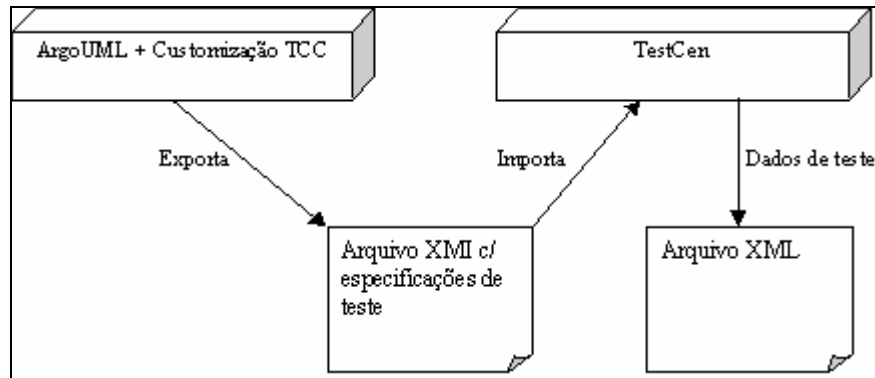 ArgoUML + Customização TCC
TestCen
Exporta
Importa
Dados de teste
Arquivo XMI c/
especificações de
teste
Arquivo XML